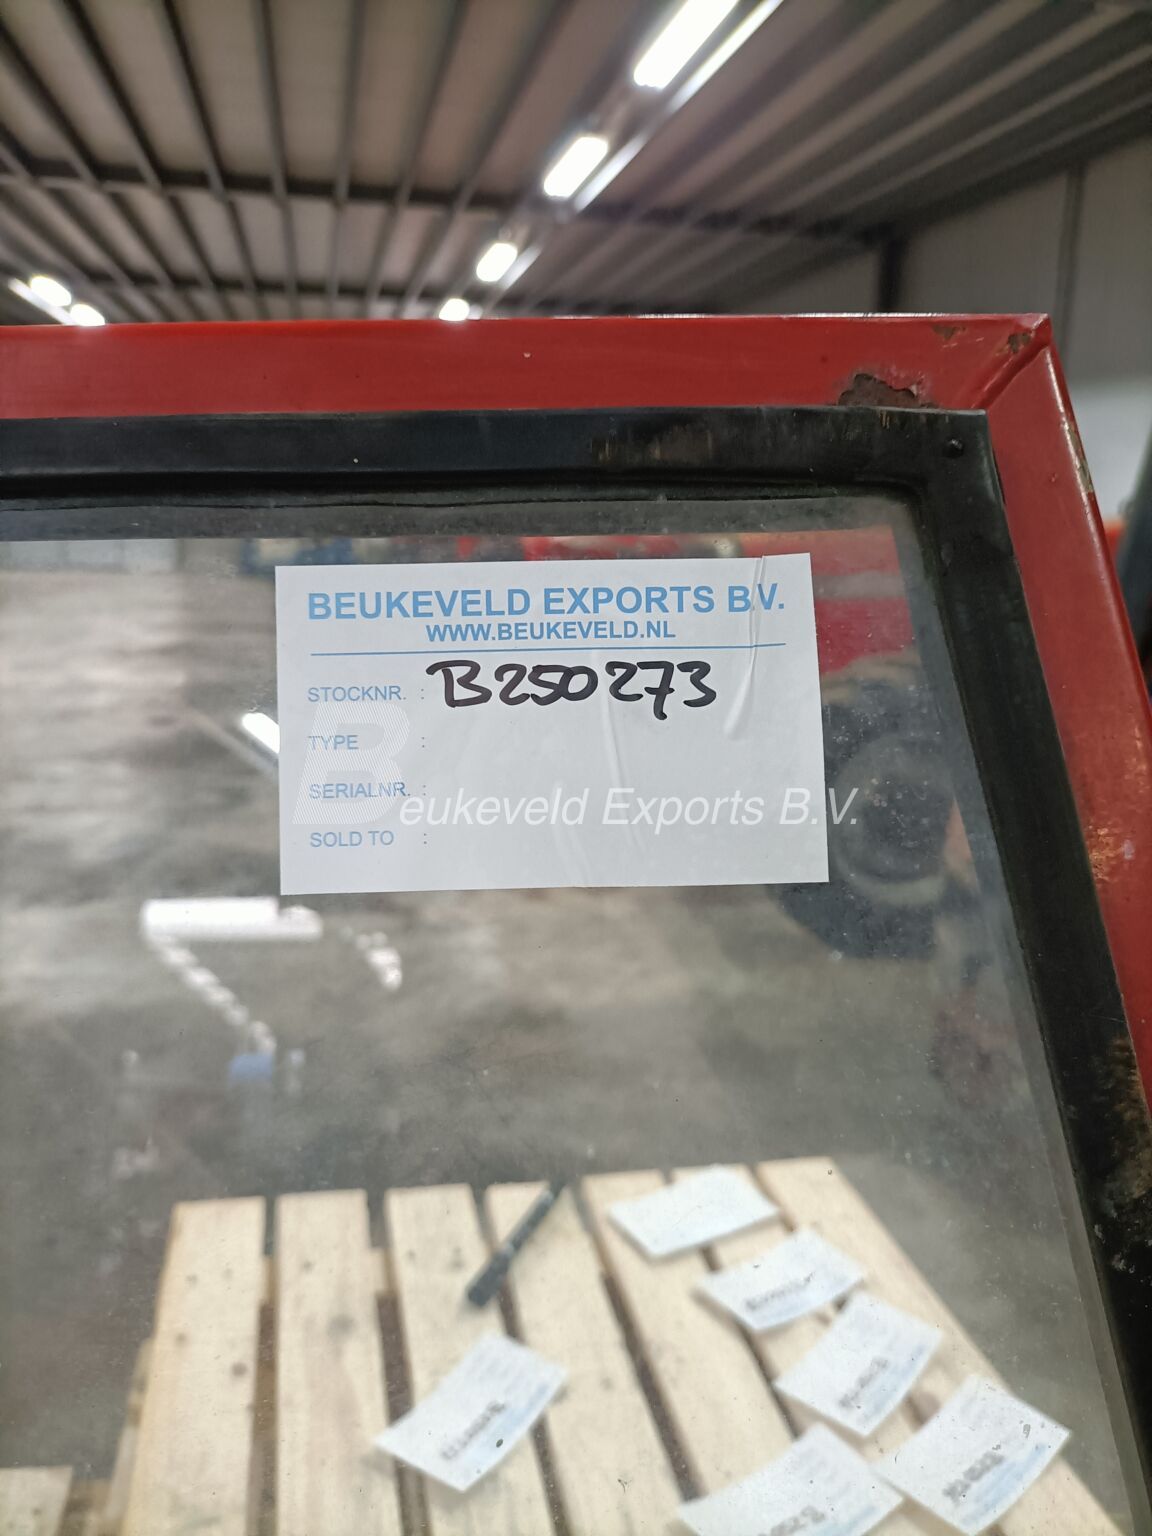 BEUKEVELD EXPORTS B.V.
WWW.BEUKEVELD.NL
STOCKNR. : B250273
TYPE :
SERIALNR. :
Beukeveld Exports B.V.
SOLD TO :